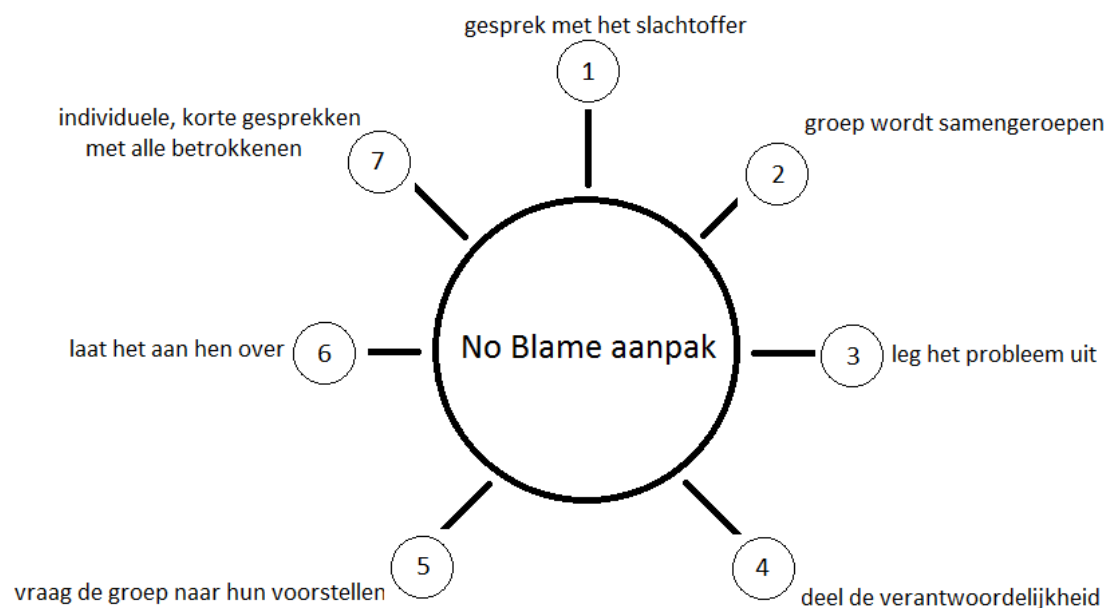 gesprek met het slachtoffer
1
groep wordt samengeroepen
2
3
leg het probleem uit
4
deel de verantwoordelijkheid
5
vraag de groep naar hun voorstellen
6
laat het aan hen over
7
individuele, korte gesprekken
met alle betrokkenen
No Blame aanpak